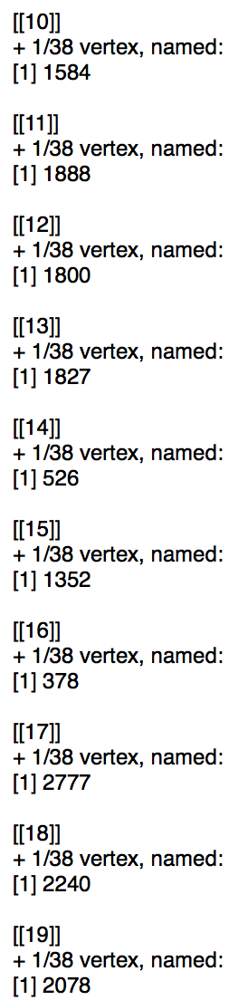 [[10]]
+ 1/38 vertex, named:
[1] 1584
[[11]]
+ 1/38 vertex, named:
[1] 1888
[[12]]
+ 1/38 vertex, named:
[1] 1800
[[13]]
+ 1/38 vertex, named:
[1] 1827
[[14]]
+ 1/38 vertex, named:
[1] 526
[[15]]
+ 1/38 vertex, named:
[1] 1352
[[16]]
+ 1/38 vertex, named:
[1] 378
[[17]]
+ 1/38 vertex, named:
[1] 2777
[[18]]
+ 1/38 vertex, named:
[1] 2240
[[19]]
+ 1/38 vertex, named:
[1] 2078